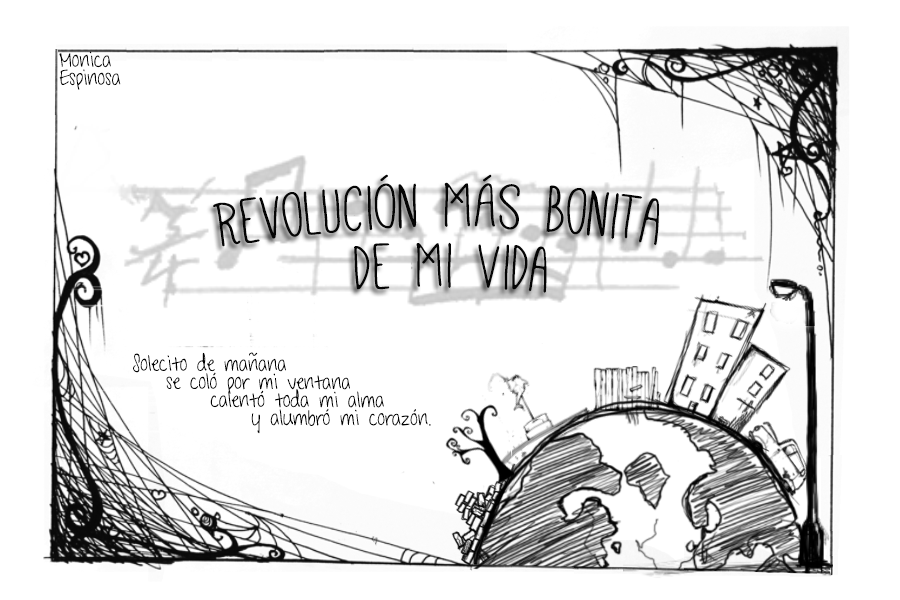 Monica
Espinosa
REVOLUCIÓN MÁS BONITA
DE MI VIDA
Solecito de mañana
se coló por mi ventana
calentó toda mi alma
y alumbró mi corazón.